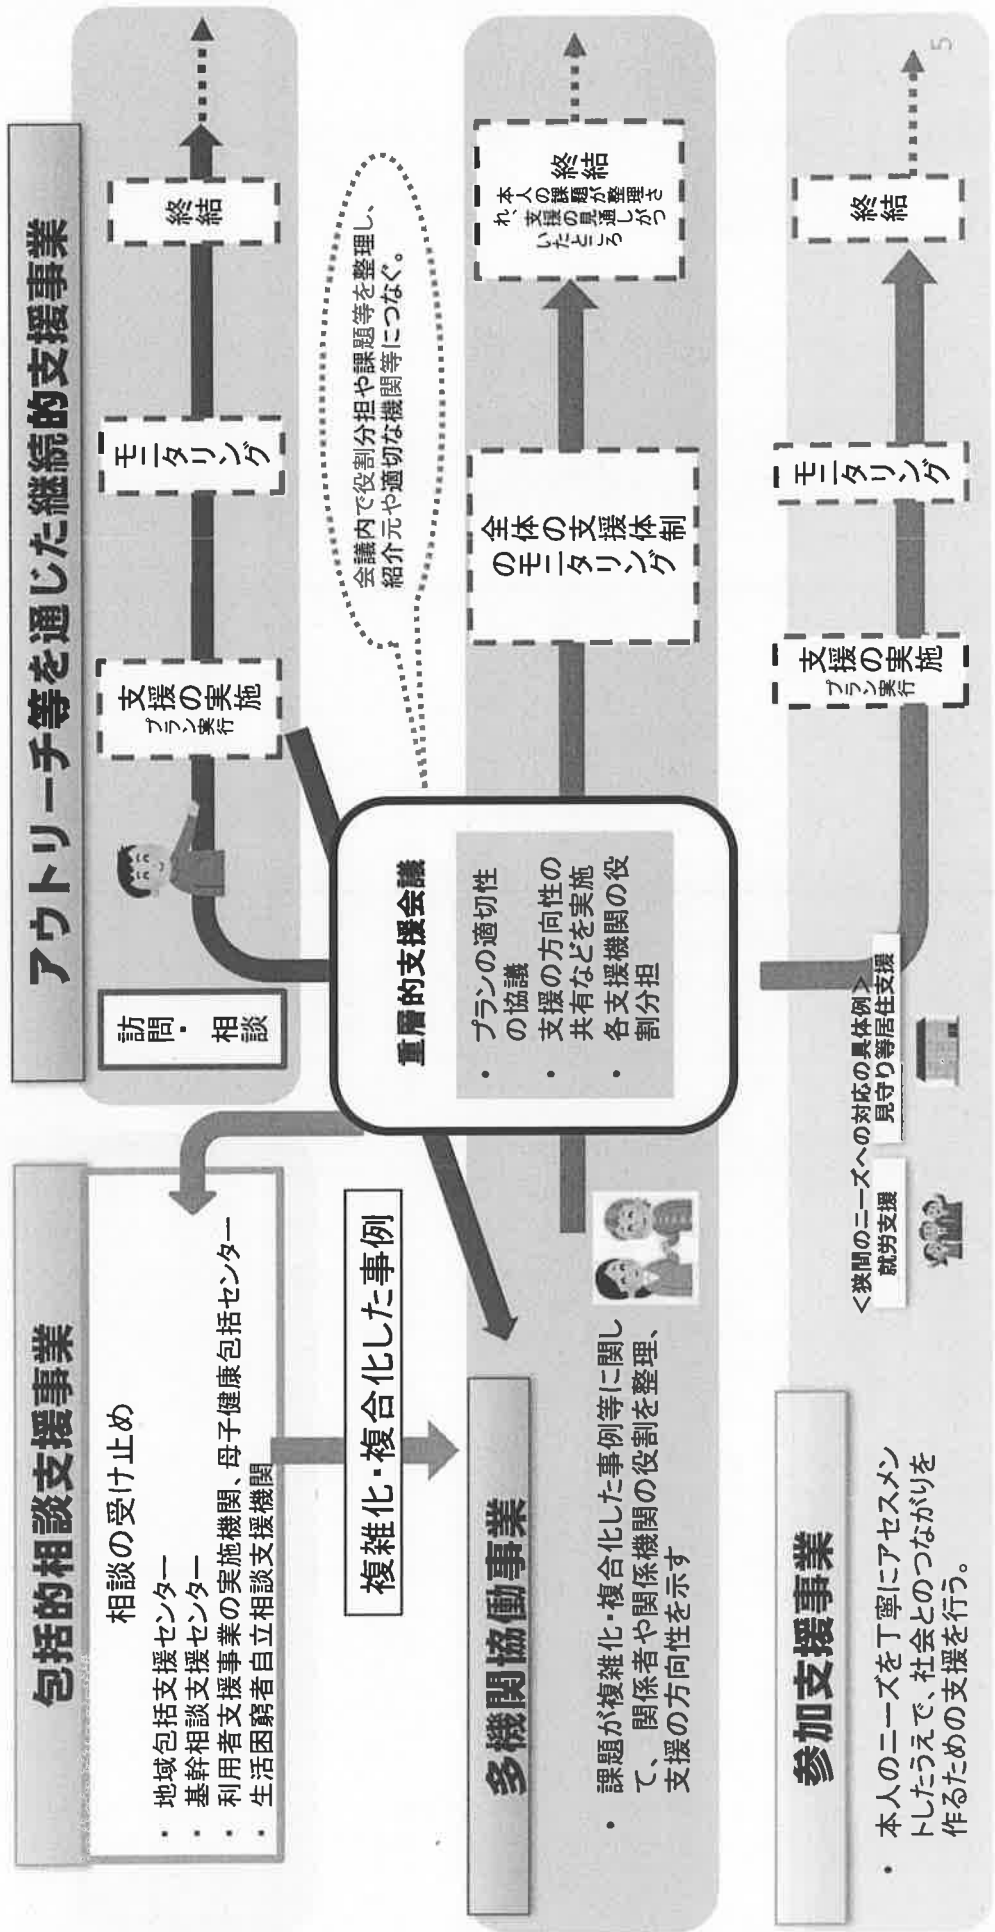 包括的相談支援事業
相談の受け止め
・ 地域包括支援センター
・ 基幹相談支援センター
・ 利用者支援事業の実施機関、母子健康包括センター
・ 生活困窮者自立相談支援機関
複雑化・複合化した事例
アウトリーチ等を通じた継続的支援事業
訪問・
相談
支援の実施
プラン実行
モニタリング
終結
会議内で役割分担や課題等を整理し、
紹介元や適切な機関等につなぐ。
重層的支援会議
・ プランの適切性
の協議
・ 支援の方向性の
共有などを実施
・ 各支援機関の役
割分担
多機関協働事業
・ 課題が複雑化・複合化した事例等に関し
て、関係者や関係機関の役割を整理、
支援の方向性を示す
全体の支援体制
のモニタリング
終結
本人の課題が整理さ
れ、支援の見通しがつ
いたところ
参加支援事業
・ 本人のニーズを丁寧にアセスメン
トしたうえで、社会とのつながりを
作るための支援を行う。
<狭間のニーズへの対応の具体例>
就労支援
見守り等居住支援
支援の実施
プラン実行
モニタリング
終結
5